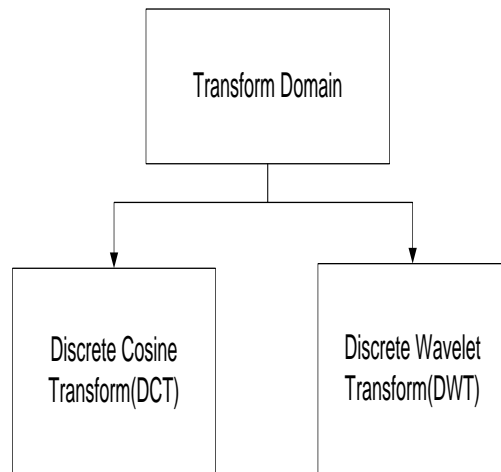 Transform Domain
Discrete Cosine
Transform(DCT)
Discrete Wavelet
Transform(DWT)